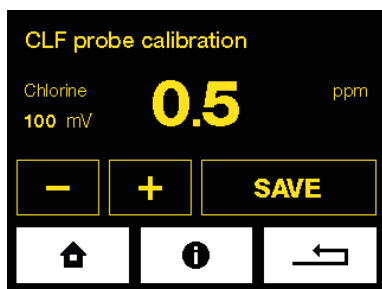 CLF probe calibration
Chlorine 0.5 ppm
100 mV
− + SAVE